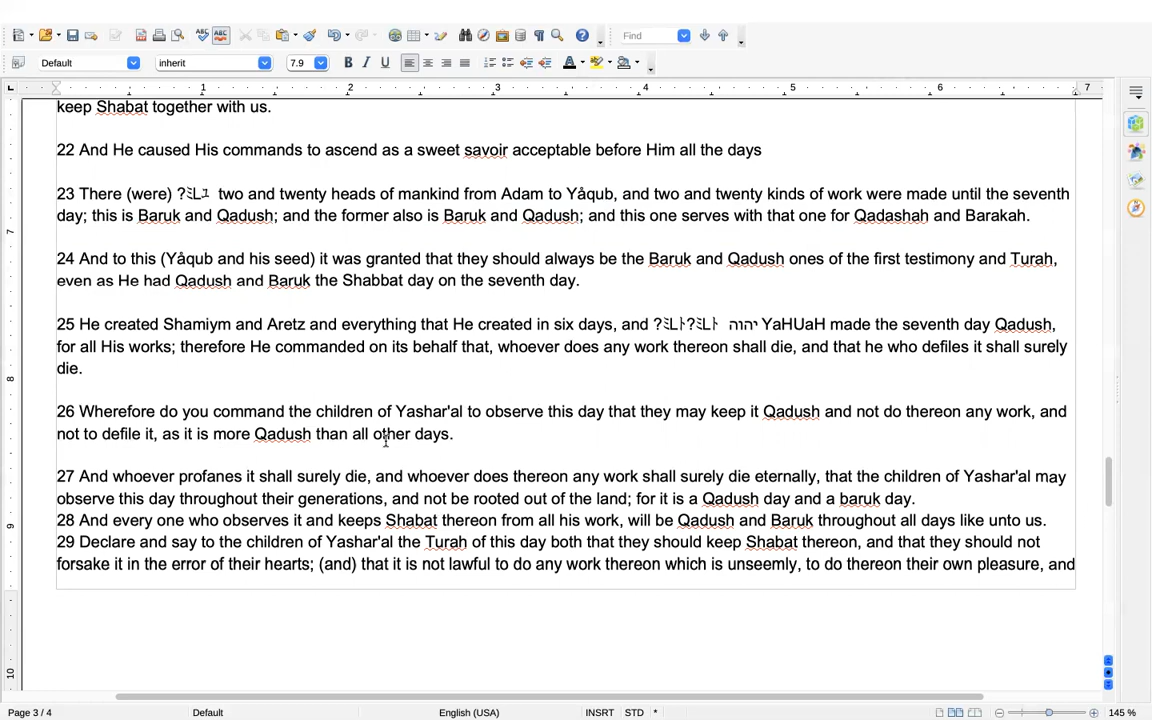 Find
Default
inherit
7.9
1 2 3 4 5 6 7
keep Shabat together with us.
22 And He caused His commands to ascend as a sweet savoir acceptable before Him all the days
23 There (were) two and twenty heads of mankind from Adam to Yåqub, and two and twenty kinds of work were made until the seventh
day; this is Baruk and Qadush; and the former also is Baruk and Qadush; and this one serves with that one for Qadashah and Barakah.
7
24 And to this (Yåqub and his seed) it was granted that they should always be the Baruk and Qadush ones of the first testimony and Turah,
even as He had Qadush and Baruk the Shabbat day on the seventh day.
25 He created Shamiym and Aretz and everything that He created in six days, and יהוה YaHUaH made the seventh day Qadush,
for all His works; therefore He commanded on its behalf that, whoever does any work thereon shall die, and that he who defiles it shall surely
die.
8
26 Wherefore do you command the children of Yashar'al to observe this day that they may keep it Qadush and not do thereon any work, and
not to defile it, as it is more Qadush than all other days.
27 And whoever profanes it shall surely die, and whoever does thereon any work shall surely die eternally, that the children of Yashar'al may
observe this day throughout their generations, and not be rooted out of the land; for it is a Qadush day and a baruk day.
28 And every one who observes it and keeps Shabat thereon from all his work, will be Qadush and Baruk throughout all days like unto us.
9
29 Declare and say to the children of Yashar'al the Turah of this day both that they should keep Shabat thereon, and that they should not
forsake it in the error of their hearts; (and) that it is not lawful to do any work thereon which is unseemly, to do thereon their own pleasure, and
10
Page 3 / 4 Default English (USA) INSRT STD * 145 %